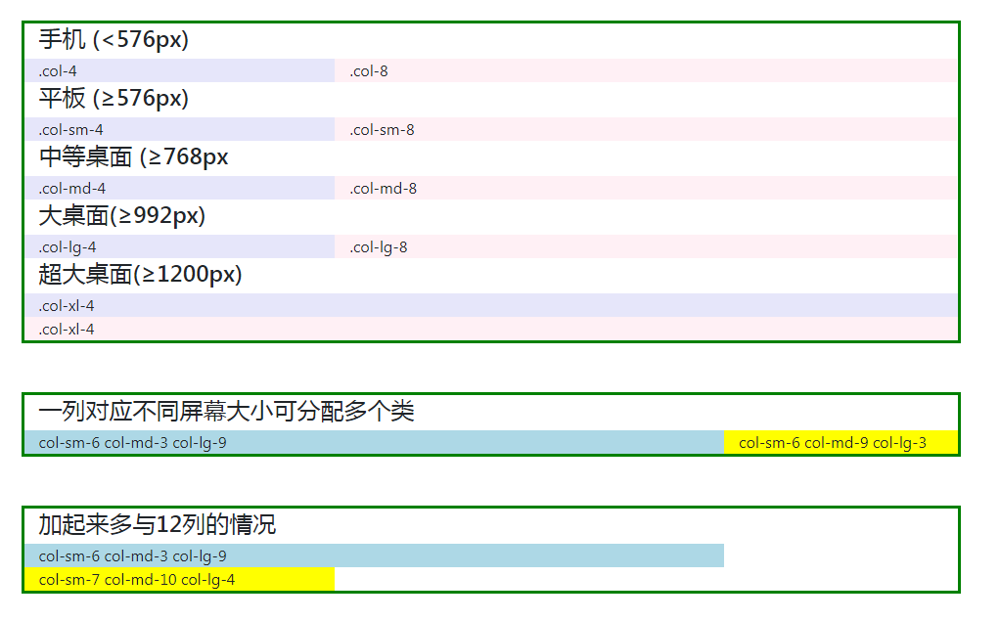 手机 (<576px)
.col-4 .col-8
平板 (≥576px)
.col-sm-4 .col-sm-8
中等桌面 (≥768px
.col-md-4 .col-md-8
大桌面(≥992px)
.col-lg-4 .col-lg-8
超大桌面(≥1200px)
.col-xl-4
.col-xl-4
一列对应不同屏幕大小可分配多个类
col-sm-6 col-md-3 col-lg-9 col-sm-6 col-md-9 col-lg-3
加起来多与12列的情况
col-sm-6 col-md-3 col-lg-9
col-sm-7 col-md-10 col-lg-4